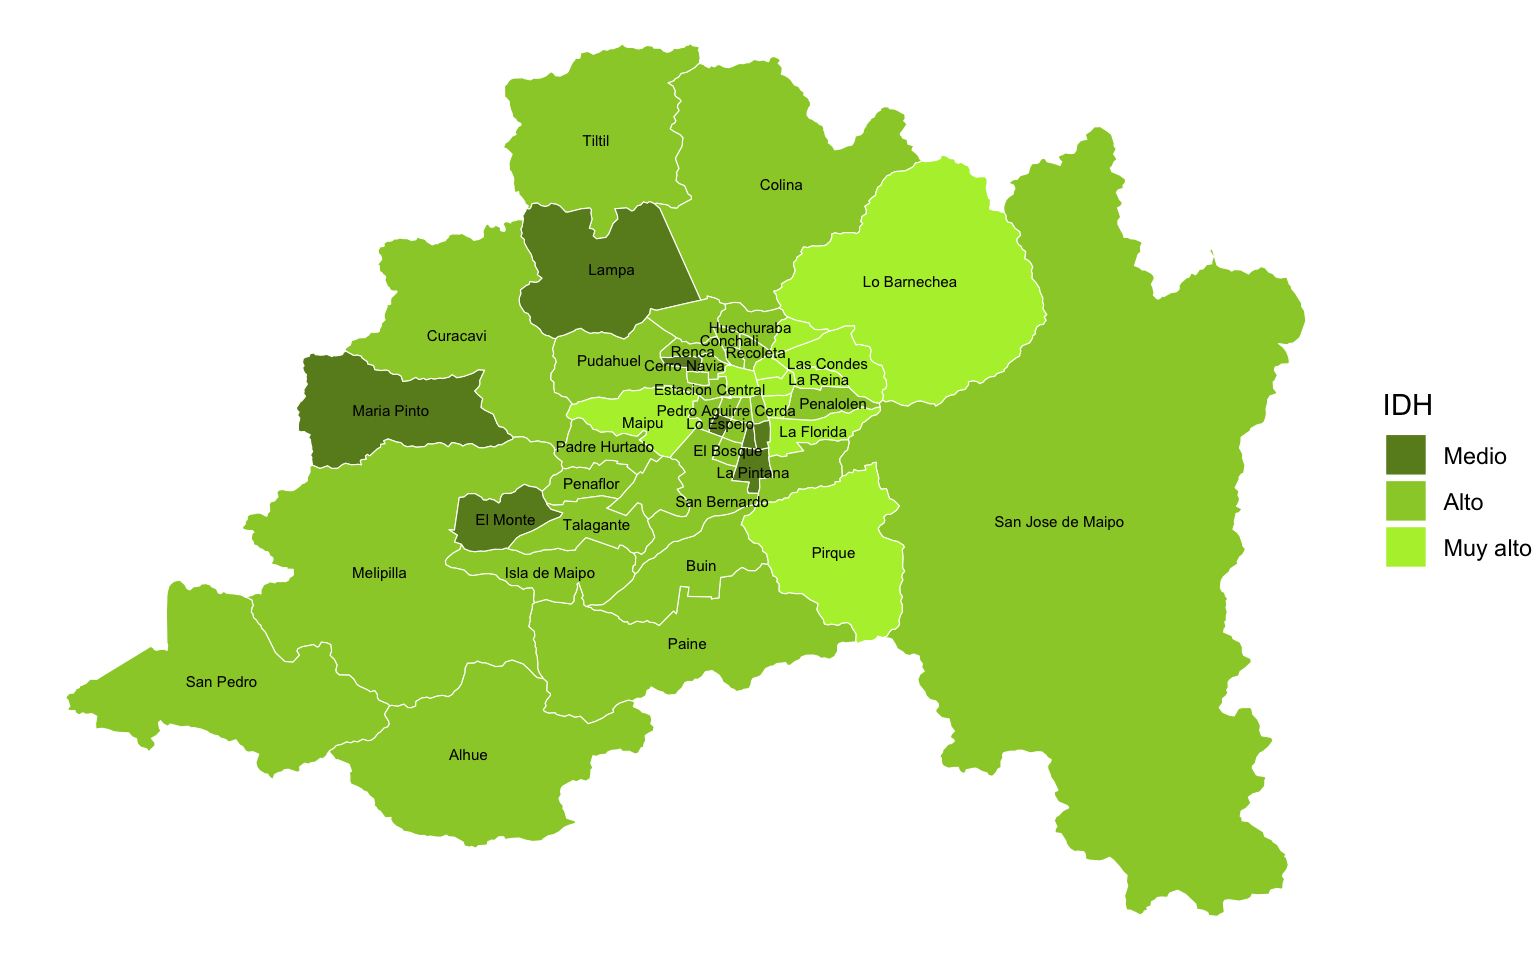 Tiltil
Colina
Lampa
Lo Barnechea
Huechuraba
Curacavi
Conchali
Renca
Recoleta
Pudahuel
Cerro Navia
Las Condes
La Reina
Estacion Central
Penalolen
Maria Pinto
Pedro Aguirre Cerda
Maipu
Lo Espejo
La Florida
Padre Hurtado
El Bosque
La Pintana
Penaflor
San Bernardo
El Monte
Talagante
San Jose de Maipo
Pirque
Buin
Melipilla
Isla de Maipo
Paine
San Pedro
Alhue
IDH
Medio
Alto
Muy alto